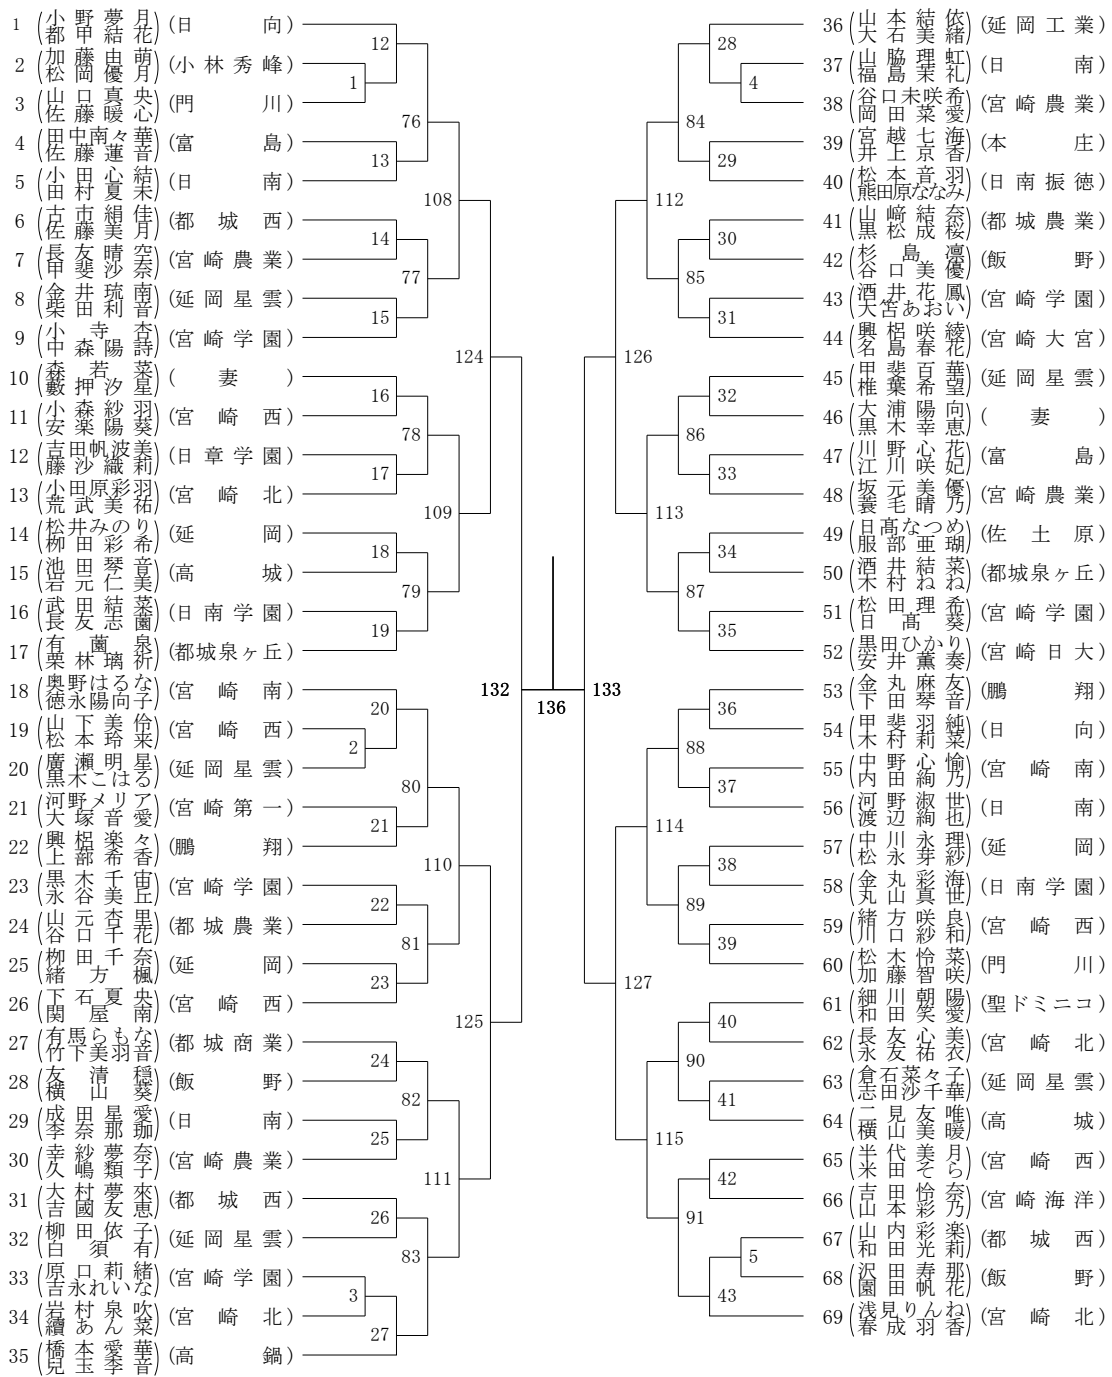 1 (小野夢月 都甲結花) (日向)
2 (加藤由萌 松岡優月) (小林秀峰)
3 (山口真央 佐藤暖心) (門川)
4 (田中南々華 佐藤蓮音) (富島)
5 (小田心結 田村夏未) (日南)
6 (古市絹佳 佐藤美月) (都城西)
7 (長友晴空 甲斐沙奈) (宮崎農業)
8 (金井琉南 柴田利音) (延岡星雲)
9 (小寺杏 中森陽詩) (宮崎学園)
10 (森若菜 藪押汐星) (妻)
11 (小森紗羽 安楽陽葵) (宮崎西)
12 (吉田帆波美 藤沙織莉) (日章学園)
13 (小田原彩羽 荒武美祐) (宮崎北)
14 (松井みのり 栁田彩希) (延岡)
15 (池田琴音 岩元仁美) (高城)
16 (武田結菜 長友志園) (日南学園)
17 (有薗泉 栗林璃祈) (都城泉ヶ丘)
18 (奥野はるな 徳永陽向子) (宮崎南)
19 (山下美伶 松本玲来) (宮崎西)
20 (廣瀬明星 黒木こはる) (延岡星雲)
21 (河野メリア 大塚音愛) (宮崎第一)
22 (興梠楽々 上部希香) (鵬翔)
23 (黒木千宙 永谷美丘) (宮崎学園)
24 (山元杏里 谷口千花) (都城農業)
25 (栁田千奈 緒方楓) (延岡)
26 (下石夏央 関屋南) (宮崎西)
27 (有馬らもな 竹下美羽音) (都城商業)
28 (友清穏 横山葵) (飯野)
29 (成田星愛 李奈那珈) (日南)
30 (幸紗夢奈 久嶋類子) (宮崎農業)
31 (大村夢來 吉國友恵) (都城西)
32 (柳田依子 白須有) (延岡星雲)
33 (原口莉緒 吉永れいな) (宮崎学園)
34 (岩村泉吹 續あん菜) (宮崎北)
35 (橋本愛華 兒玉李音) (高鍋)
12
1
76
13
108
14
77
15
124
16
78
17
109
18
79
19
132
20
2
80
21
110
22
81
23
125
24
82
25
111
26
83
3
27
136
133
28
4
84
29
112
30
85
31
126
32
86
33
113
34
87
35
36
88
37
114
38
89
39
127
40
90
41
115
42
91
5
43
36 (山本結依 大石美緒) (延岡工業)
37 (山脇理虹 福島茉礼) (日南)
38 (谷口未咲希 岡田菜愛) (宮崎農業)
39 (宮越七海 井上京香) (本庄)
40 (松本音羽 熊田原ななみ) (日南振徳)
41 (山﨑結奈 黒松成桜) (都城農業)
42 (杉島凛 谷口美優) (飯野)
43 (酒井花鳳 大笘あおい) (宮崎学園)
44 (興梠咲綾 名島春花) (宮崎大宮)
45 (甲斐百華 椎葉希望) (延岡星雲)
46 (大浦陽向 黒木幸恵) (妻)
47 (川野心花 江川咲妃) (富島)
48 (坂元美優 蓑毛晴乃) (宮崎農業)
49 (日髙なつめ 服部亜瑚) (佐土原)
50 (酒井結菜 木村ねね) (都城泉ヶ丘)
51 (松田理希 日髙葵) (宮崎学園)
52 (黒田ひかり 安井薫奏) (宮崎日大)
53 (金丸麻友 下田琴音) (鵬翔)
54 (甲斐羽純 木村莉菜) (日向)
55 (中野心愉 内田絢乃) (宮崎南)
56 (河野淑世 渡辺絢也) (日南)
57 (中川永理 松永芽紗) (延岡)
58 (金丸彩海 丸山真世) (日南学園)
59 (緒方咲良 川口紗和) (宮崎西)
60 (松木怜菜 加藤智咲) (門川)
61 (細川朝陽 和田笑愛) (聖ドミニコ)
62 (長友心美 永友祐衣) (宮崎北)
63 (倉石菜々子 志田沙千華) (延岡星雲)
64 (二見友唯 横山美暖) (高城)
65 (半代美月 米田そら) (宮崎西)
66 (吉田怜奈 山本彩乃) (宮崎海洋)
67 (山内彩楽 和田光莉) (都城西)
68 (沢田寿那 園田帆花) (飯野)
69 (浅見りんね 春成羽香) (宮崎北)